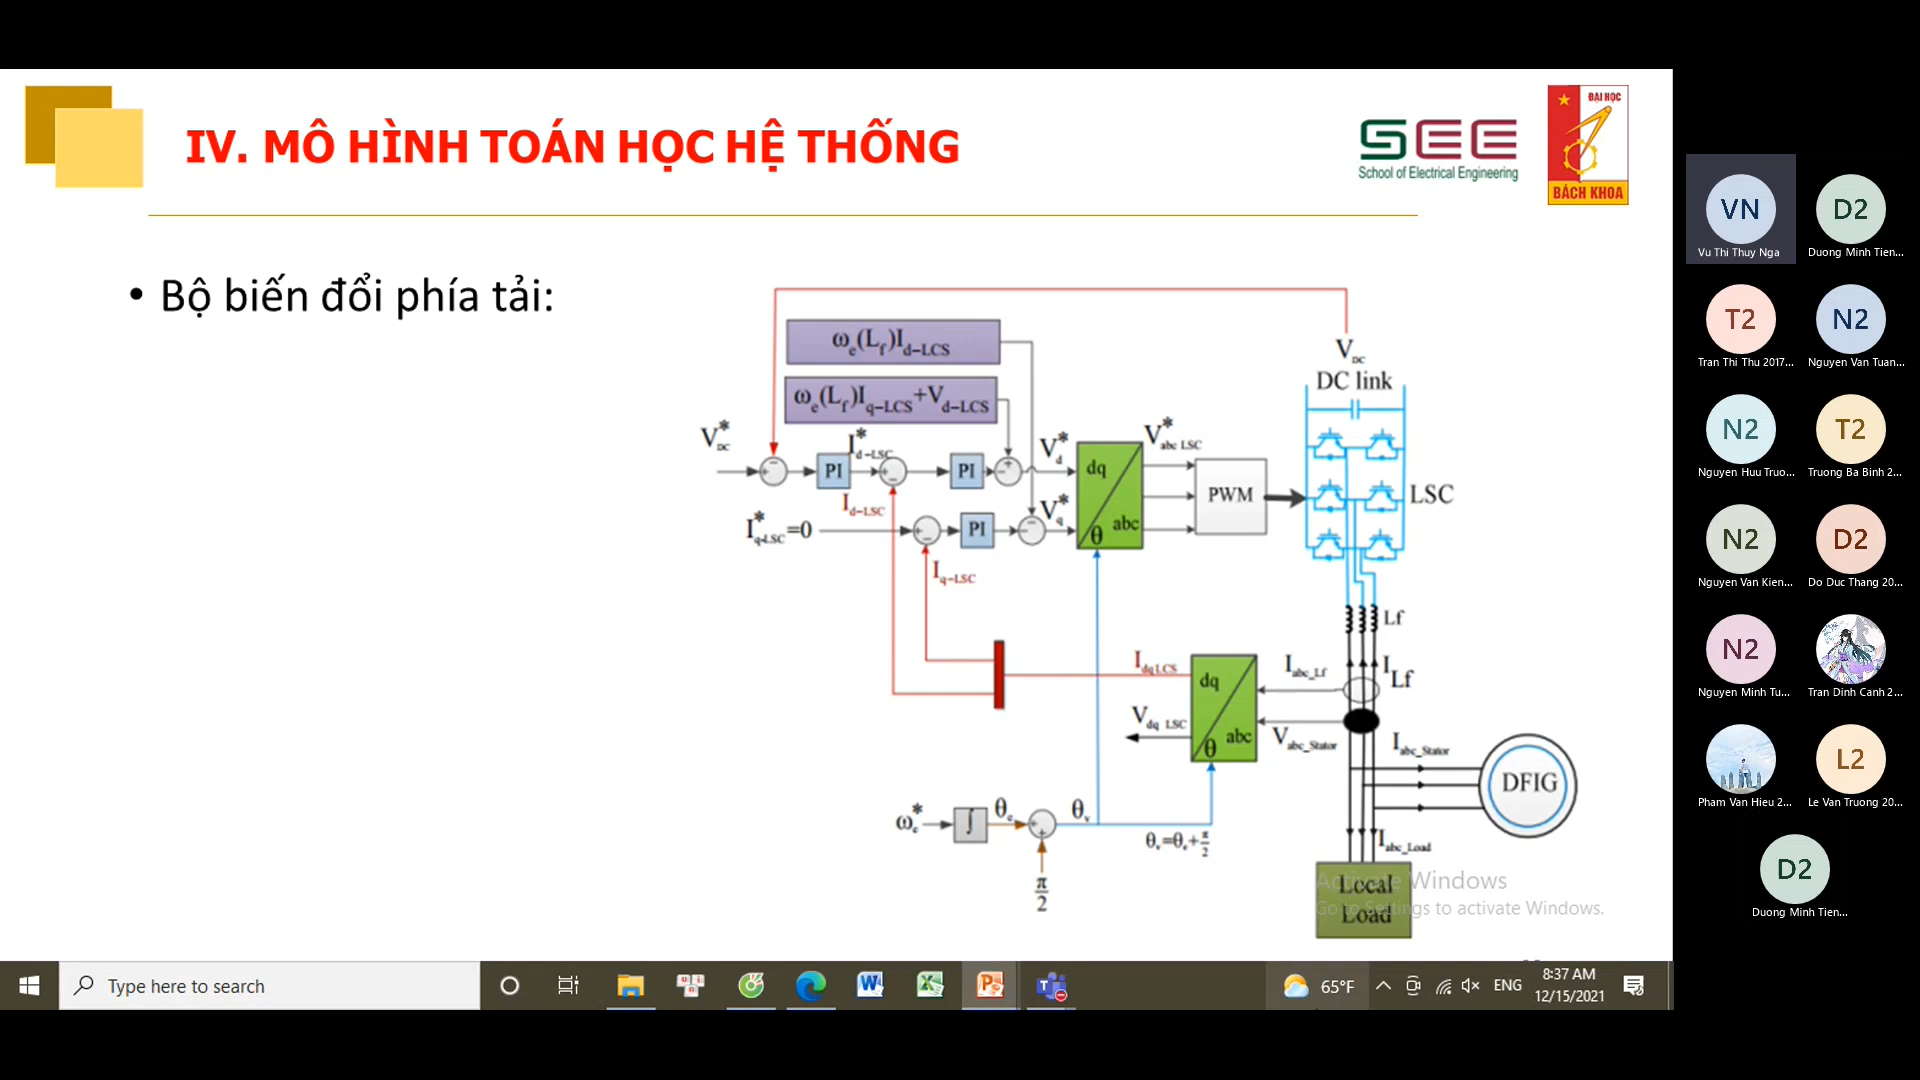 IV. MÔ HÌNH TOÁN HỌC HỆ THỐNG
SEE
School of Electrical Engineering
ĐẠI HỌC
BÁCH KHOA
• Bộ biến đổi phía tải:
ωe(Lf)Id-LCS
ωe(Lf)Iq-LCS+Vd-LCS
VDC
DC link
V*DC
PI
I*d-LSC
PI
V*d
dq
abc
θ
V*abc LSC
PWM
LSC
Id-LSC
I*q-LSC=0
PI
V*q
Iq-LSC
Lf
IdqLCS
dq
abc
θ
Iabc_Lf
ILf
Vdq LSC
Vabc_Stator
Iabc_Stator
DFIG
ωe*
∫
θe
θv
θv=θe+π/2
π/2
Iabc_Load
Local
Load
Activate Windows
Go to Settings to activate Windows.
VN
Vu Thi Thuy Nga
D2
Duong Minh Tien...
T2
Tran Thi Thu 2017...
N2
Nguyen Van Tuan...
N2
Nguyen Huu Truo...
T2
Truong Ba Binh 2...
N2
Nguyen Van Kien...
D2
Do Duc Thang 20...
N2
Nguyen Minh Tu...
Tran Dinh Canh 2...
Pham Van Hieu 2...
L2
Le Van Truong 20...
D2
Duong Minh Tien...
Type here to search
65°F
ENG
8:37 AM
12/15/2021